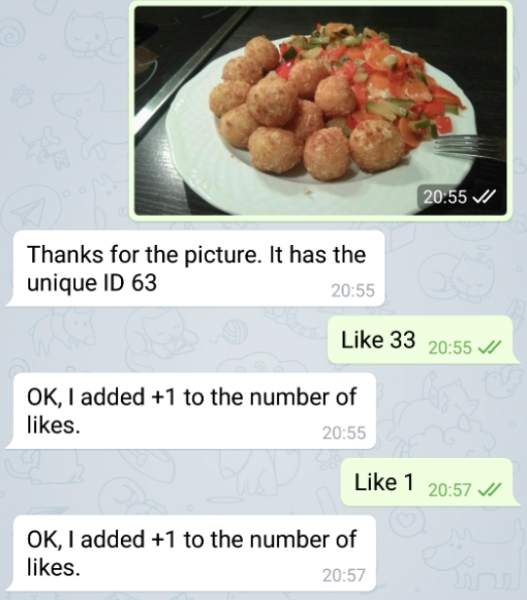 20:55
Thanks for the picture. It has the
unique ID 63
20:55
Like 33 20:55
OK, I added +1 to the number of
likes.
20:55
Like 1 20:57
OK, I added +1 to the number of
likes.
20:57